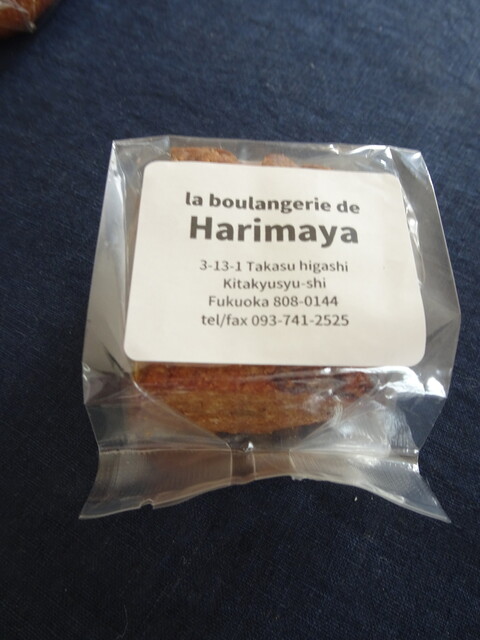 la boulangerie de
Harimaya
3-13-1 Takasu higashi
Kitakyusyu-shi
Fukuoka 808-0144
tel/fax 093-741-2525